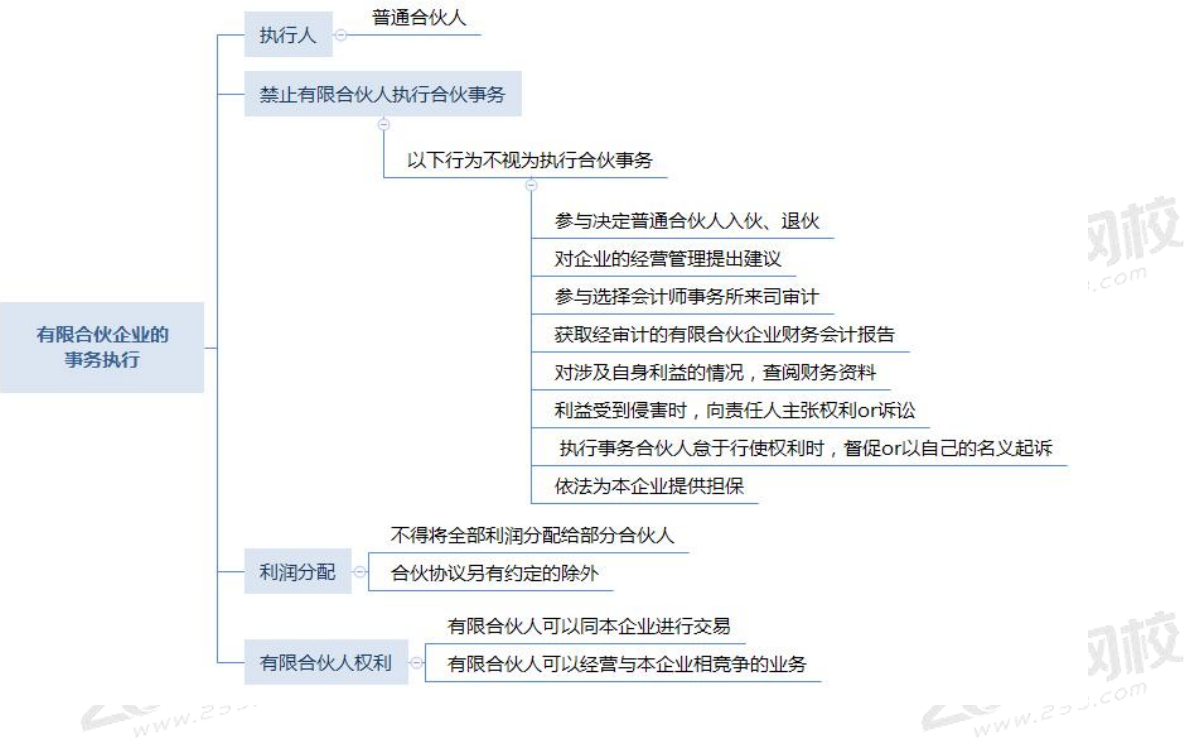 执行人
普通合伙人
禁止有限合伙人执行合伙事务
以下行为不视为执行合伙事务
参与决定普通合伙人入伙、退伙
对企业的经营管理提出建议
参与选择会计师事务所来司审计
获取经审计的有限合伙企业财务会计报告
对涉及自身利益的情况，查阅财务资料
利益受到侵害时，向责任人主张权利or诉讼
执行事务合伙人怠于行使权利时，督促or以自己的名义起诉
依法为本企业提供担保
有限合伙企业的
事务执行
利润分配
不得将全部利润分配给部分合伙人
合伙协议另有约定的除外
有限合伙人权利
有限合伙人可以同本企业进行交易
有限合伙人可以经营与本企业相竞争的业务
网校
.com
网校
.com
www.233.
www.233.com